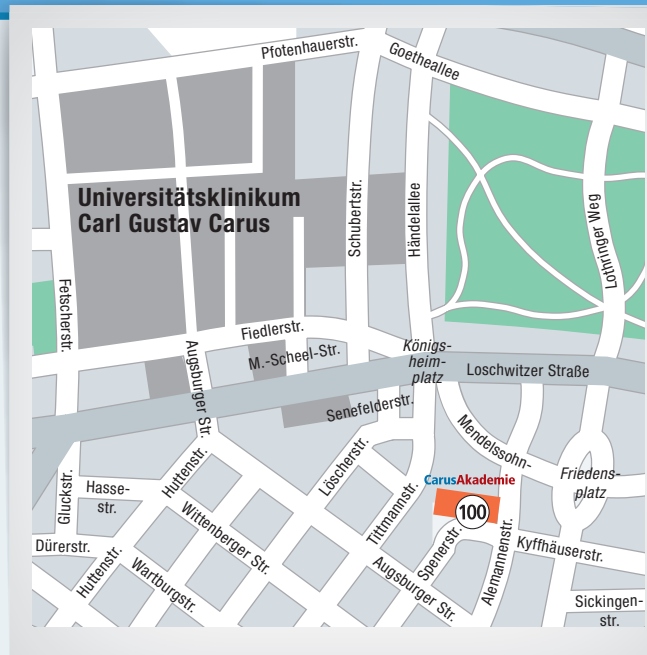 Pfotenhauerstr.
Goetheallee
Universitätsklinikum
Carl Gustav Carus
Schubertstr.
Händelallee
Lothringer Weg
Fetscherstr.
Fiedlerstr.
M.-Scheel-Str.
Augsburger Str.
Königs-
heim-
platz
Loschwitzer Straße
Senefelderstr.
Mendelssohn-
Friedens-
platz
Löscherstr.
Huttenstr.
Hasse-
str.
Gluckstr.
CarusAkademie
100
Tittmannstr.
Wittenberger Str.
Dürerstr.
Huttenstr.
Wartburgstr.
Augsburger Str.
Spenerstr.
Alemannenstr.
Kyffhäuserstr.
Sickingen-
str.